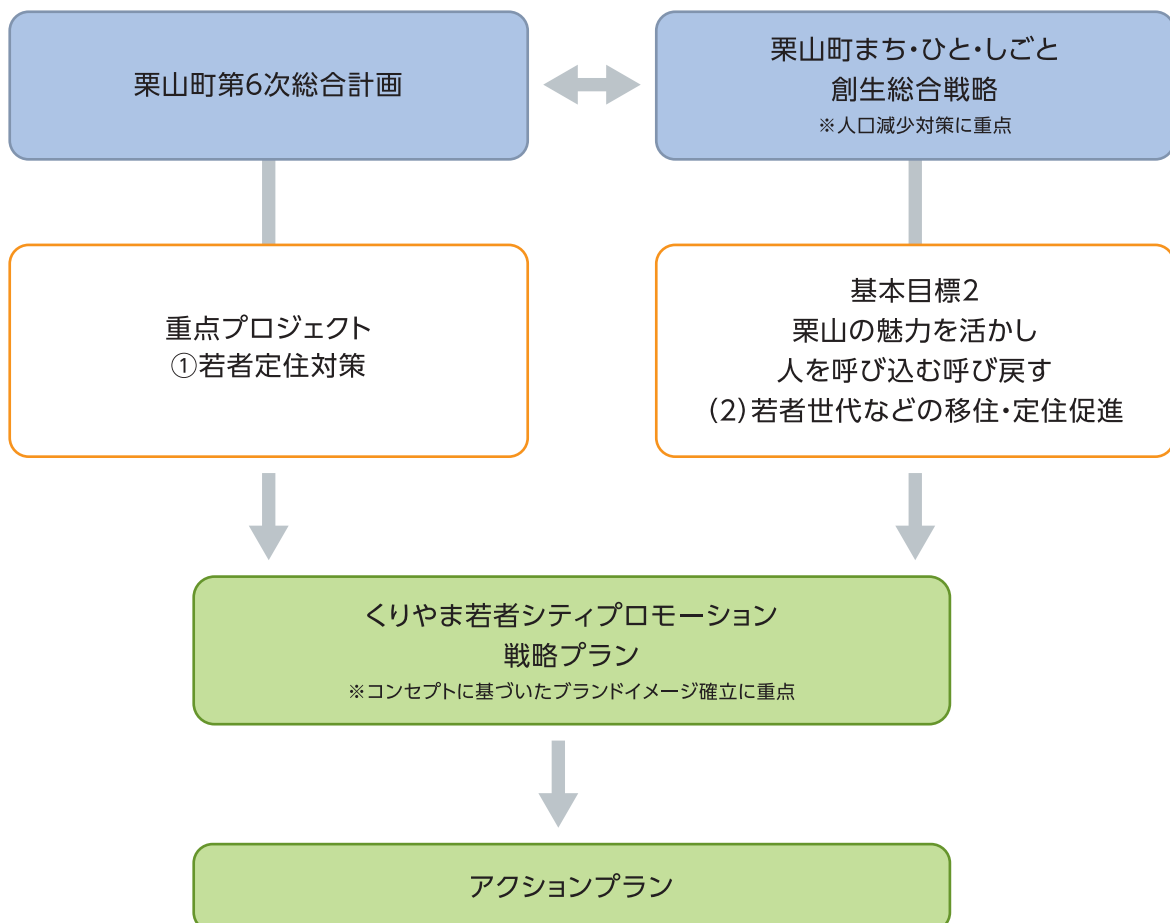 栗山町第6次総合計画
栗山町まち・ひと・しごと
創生総合戦略
※人口減少対策に重点
重点プロジェクト
①若者定住対策
基本目標2
栗山の魅力を活かし
人を呼び込む呼び戻す
(2)若者世代などの移住・定住促進
くりやま若者シティプロモーション
戦略プラン
※コンセプトに基づいたブランドイメージ確立に重点
アクションプラン